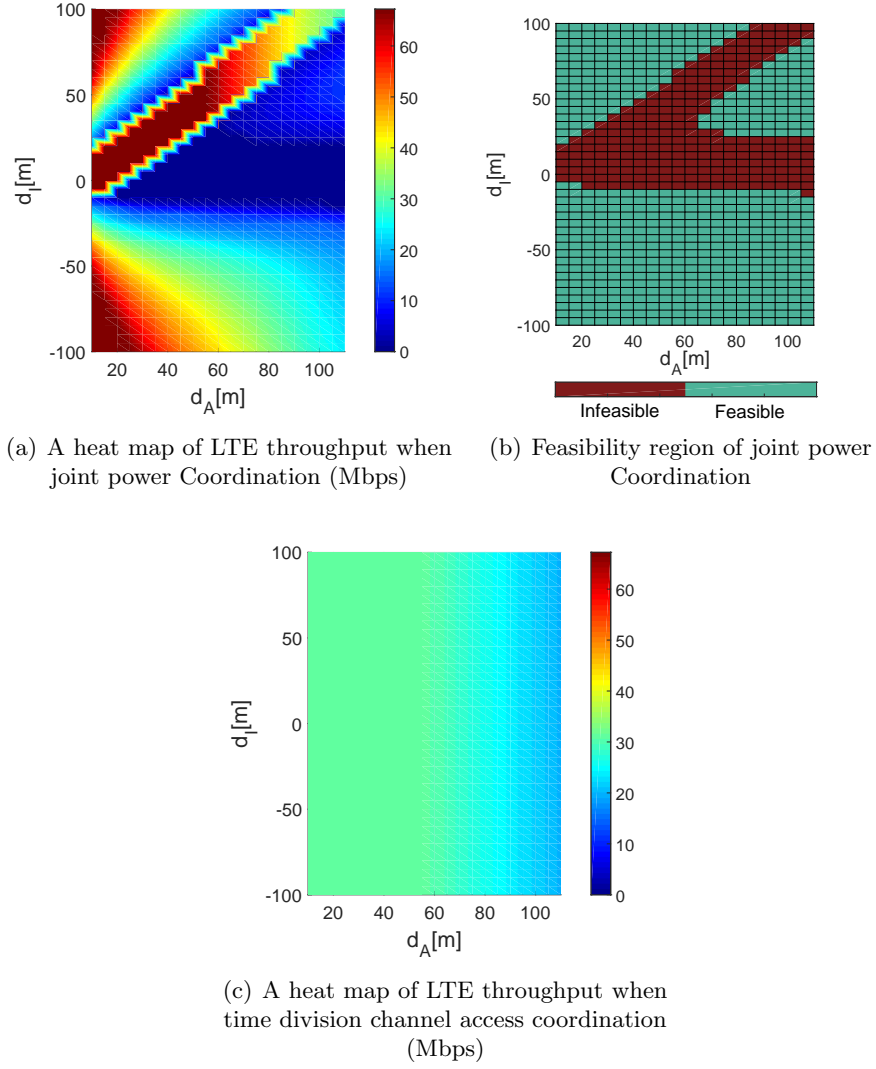 100
50
0
-50
-100
d_I[m]
20 40 60 80 100
d_A[m]
60
50
40
30
20
10
0
100
50
0
-50
-100
d_I[m]
20 40 60 80 100
d_A[m]
Infeasible Feasible
(a) A heat map of LTE throughput when
joint power Coordination (Mbps)
(b) Feasibility region of joint power
Coordination
100
50
0
-50
-100
d_I[m]
20 40 60 80 100
d_A[m]
60
50
40
30
20
10
0
(c) A heat map of LTE throughput when
time division channel access coordination
(Mbps)